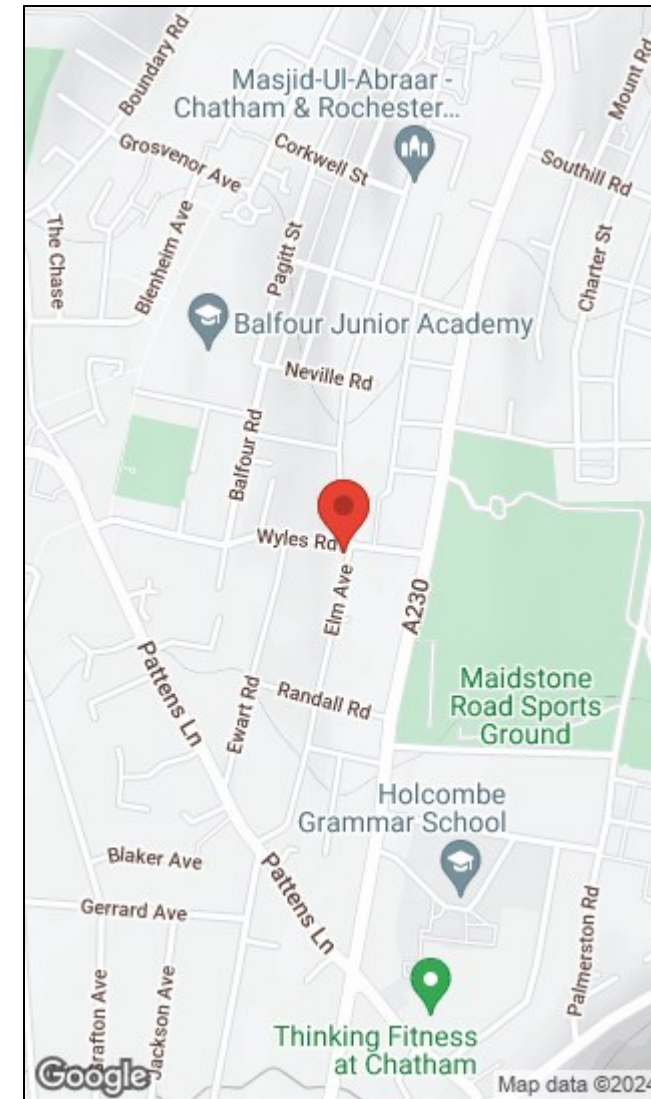 Boundary Rd
Mount Rd
Masjid-Ul-Abraar -
Chatham & Rochester...
Grosvenor Ave
Corkwell St
Southill Rd
The Chase
Blenheim Ave
Pagitt St
Charter St
Balfour Junior Academy
Neville Rd
Balfour Rd
Wyles Rd
Elm Ave
A230
Pattens Ln
Ewart Rd
Randall Rd
Maidstone
Road Sports
Ground
Holcombe
Grammar School
Blaker Ave
Pattens Ln
Gerrard Ave
Palmerston Rd
Jackson Ave
Thinking Fitness
at Chatham
Google
Map data ©2024